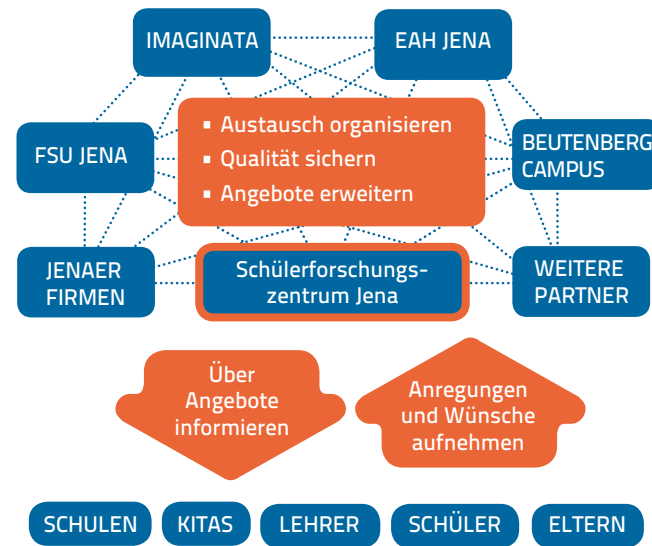 IMAGINATA
EAH JENA
▪ Austausch organisieren
▪ Qualität sichern
▪ Angebote erweitern
FSU JENA
BEUTENBERG
CAMPUS
JENAER
FIRMEN
Schülerforschungs-
zentrum Jena
WEITERE
PARTNER
Über
Angebote
informieren
Anregungen
und Wünsche
aufnehmen
SCHULEN
KITAS
LEHRER
SCHÜLER
ELTERN